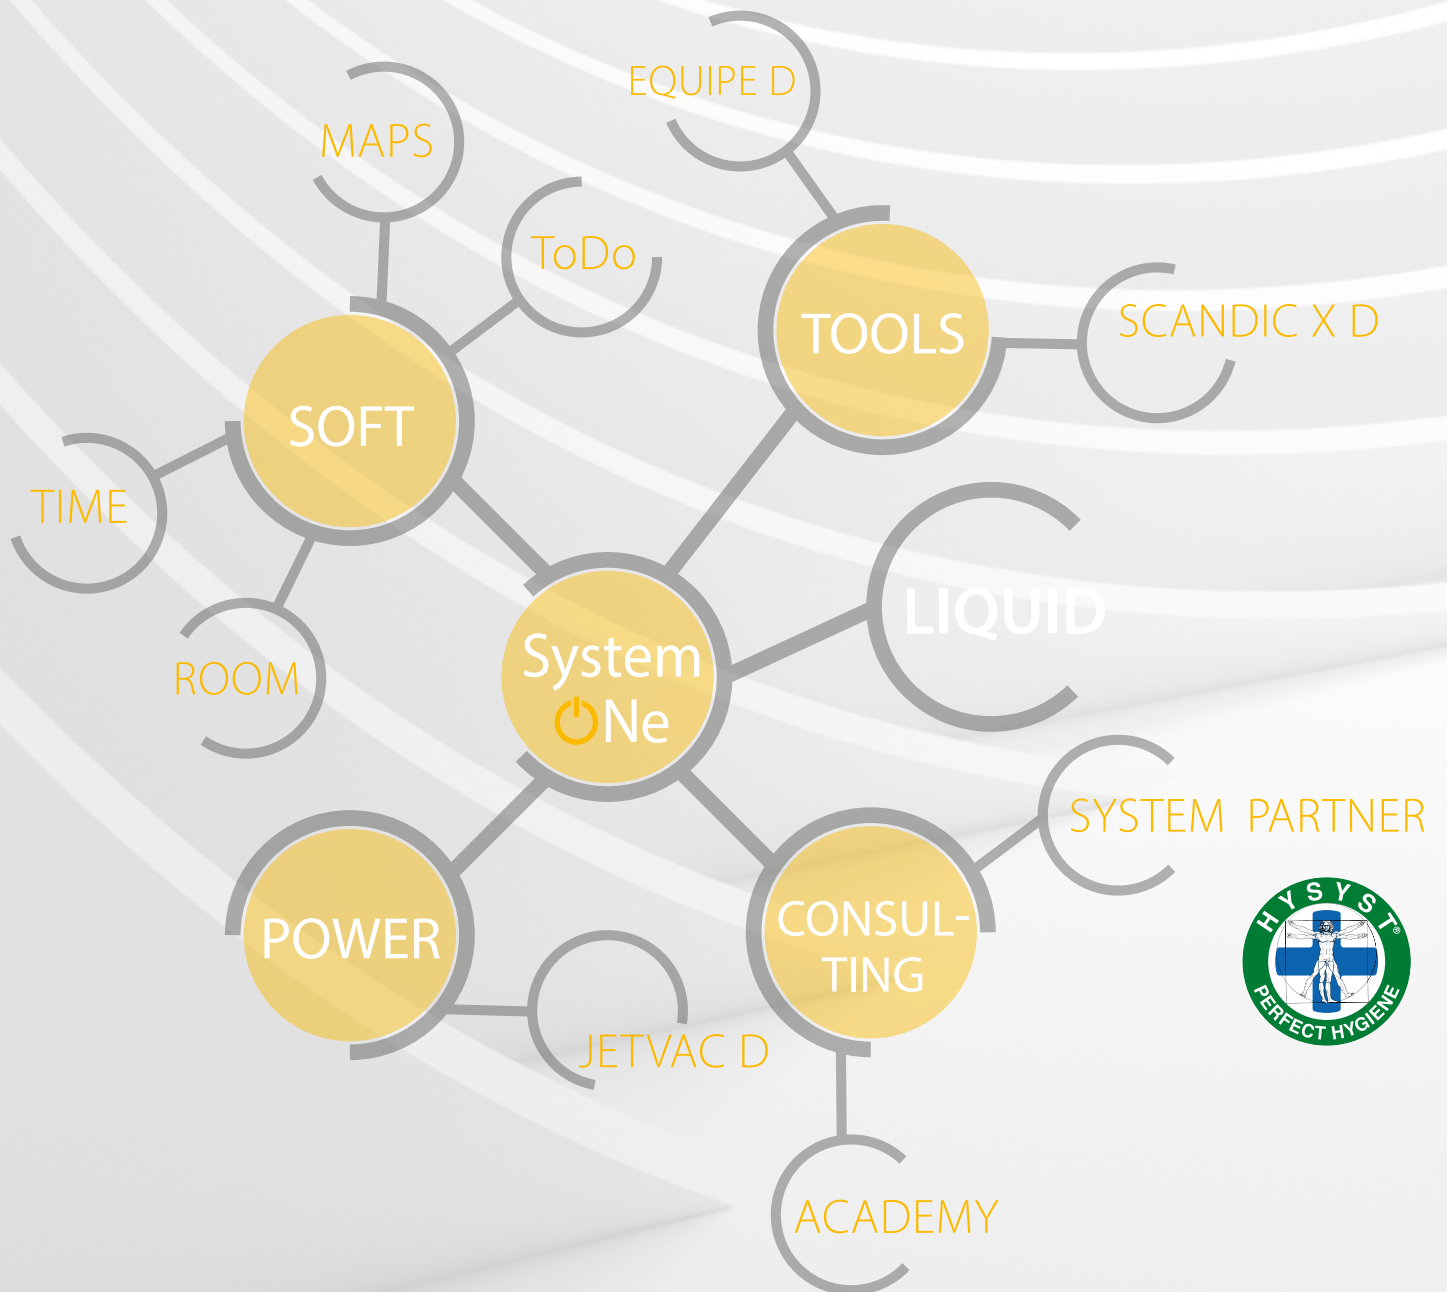 EQUIPE D
MAPS
ToDo
TOOLS
SCANDIC X D
SOFT
TIME
LIQUID
System
ONe
ROOM
SYSTEM PARTNER
POWER
CONSUL-
TING
HYSYST®
PERFECT HYGIENE
JETVAC D
ACADEMY